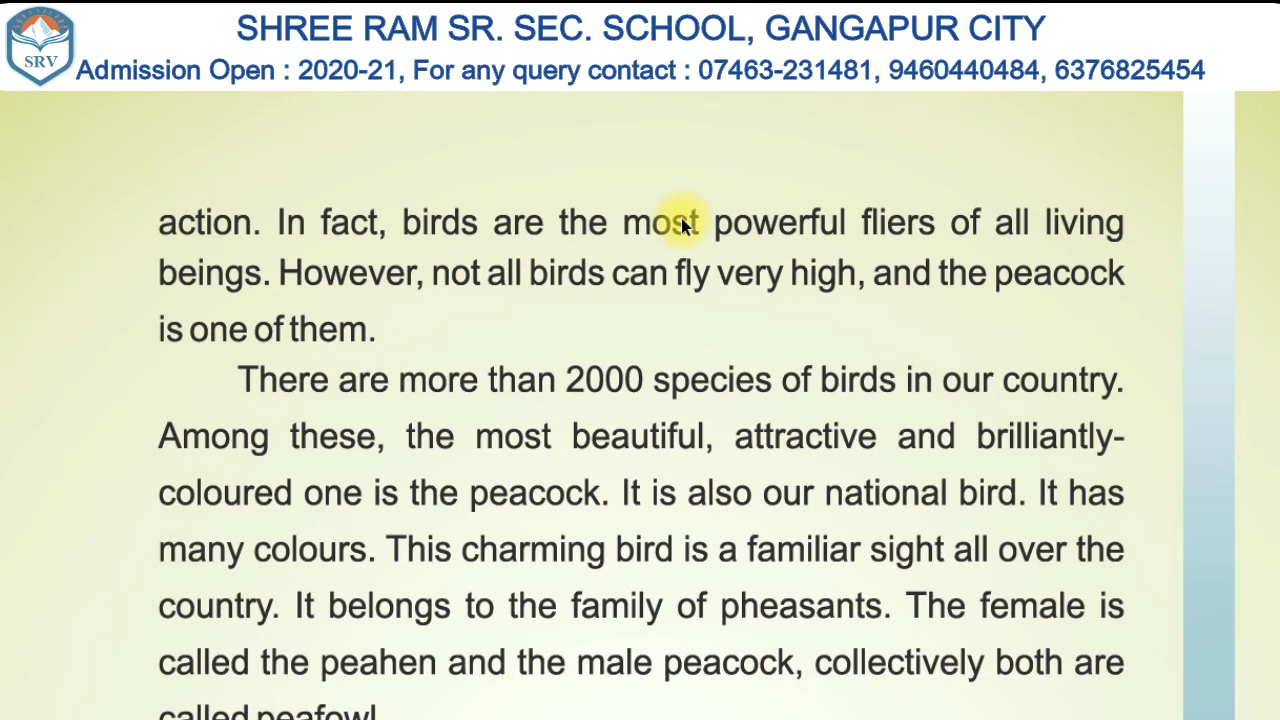 SHREE RAM SR. SEC. SCHOOL, GANGAPUR CITY
SRV
Admission Open : 2020-21, For any query contact : 07463-231481, 9460440484, 6376825454
action. In fact, birds are the most powerful fliers of all living
beings. However, not all birds can fly very high, and the peacock
is one of them.
There are more than 2000 species of birds in our country.
Among these, the most beautiful, attractive and brilliantly-
coloured one is the peacock. It is also our national bird. It has
many colours. This charming bird is a familiar sight all over the
country. It belongs to the family of pheasants. The female is
called the peahen and the male peacock, collectively both are
called peafowl